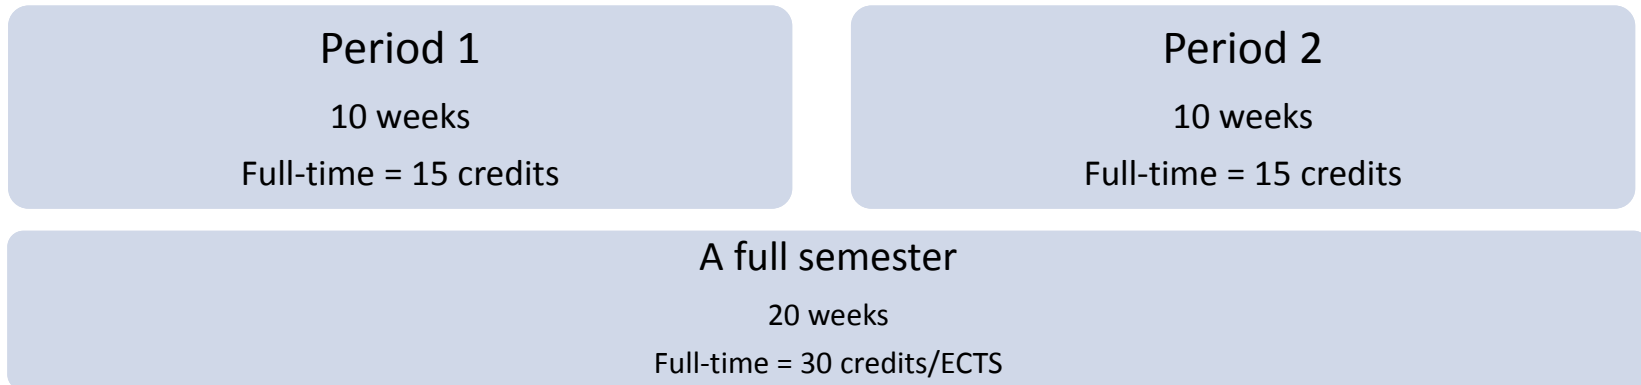 Period 1
10 weeks
Full-time = 15 credits
Period 2
10 weeks
Full-time = 15 credits
A full semester
20 weeks
Full-time = 30 credits/ECTS